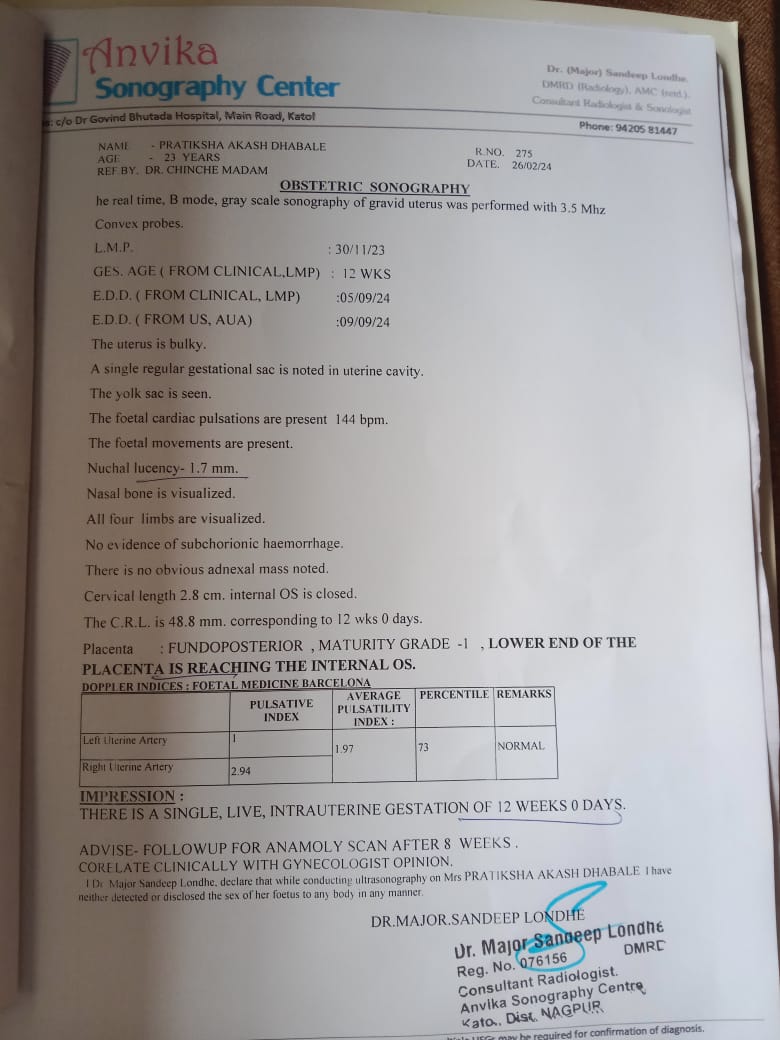 Anvika
Sonography Center
Dr. (Major) Sandeep Londhe.
DMRD (Radiology), AMC (retd.).
Consultant Radiologist & Sonologist
s: c/o Dr Govind Bhutada Hospital, Main Road, Katol
Phone: 94205 81447
NAME - PRATIKSHA AKASH DHABALE
AGE - 23 YEARS
REF BY. DR. CHINCHE MADAM
R.NO. 275
DATE. 26/02/24
OBSTETRIC SONOGRAPHY
he real time, B mode, gray scale sonography of gravid uterus was performed with 3.5 Mhz
Convex probes.
L.M.P. : 30/11/23
GES. AGE ( FROM CLINICAL,LMP) : 12 WKS
E.D.D. ( FROM CLINICAL, LMP) :05/09/24
E.D.D. ( FROM US, AUA) :09/09/24
The uterus is bulky.
A single regular gestational sac is noted in uterine cavity.
The yolk sac is seen.
The foetal cardiac pulsations are present 144 bpm.
The foetal movements are present.
Nuchal lucency- 1.7 mm.
Nasal bone is visualized.
All four limbs are visualized.
No evidence of subchorionic haemorrhage.
There is no obvious adnexal mass noted.
Cervical length 2.8 cm. internal OS is closed.
The C.R.L. is 48.8 mm. corresponding to 12 wks 0 days.
Placenta : FUNDOPOSTERIOR , MATURITY GRADE -1 , LOWER END OF THE
PLACENTA IS REACHING THE INTERNAL OS.
DOPPLER INDICES : FOETAL MEDICINE BARCELONA
PULSATIVE INDEX AVERAGE PULSATILITY INDEX : PERCENTILE REMARKS
Left Uterine Artery 1 1.97 73 NORMAL
Right Uterine Artery 2.94
IMPRESSION :
THERE IS A SINGLE, LIVE, INTRAUTERINE GESTATION OF 12 WEEKS 0 DAYS.
ADVISE- FOLLOWUP FOR ANAMOLY SCAN AFTER 8 WEEKS .
CORELATE CLINICALLY WITH GYNECOLOGIST OPINION.
I Dr Major Sandeep Londhe, declare that while conducting ultrasonography on Mrs PRATIKSHA AKASH DHABALE I have
neither detected or disclosed the sex of her foetus to any body in any manner.
DR.MAJOR.SANDEEP LONDHE
Dr. Major Sandeep Londhe
DMRD
Reg. No. 076156
Consultant Radiologist.
Anvika Sonography Centre,
Kato., Dist. NAGPUR
may be required for confirmation of diagnosis.